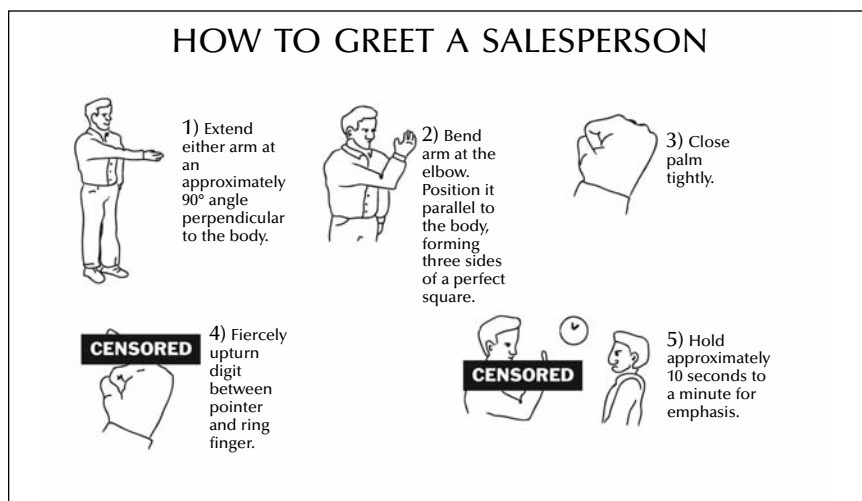 HOW TO GREET A SALESPERSON
1) Extend
either arm at
an
approximately
90° angle
perpendicular
to the body.
2) Bend
arm at the
elbow.
Position it
parallel to
the body,
forming
three sides
of a perfect
square.
3) Close
palm
tightly.
CENSORED
4) Fiercely
upturn
digit
between
pointer
and ring
finger.
CENSORED
5) Hold
approximately
10 seconds to
a minute for
emphasis.